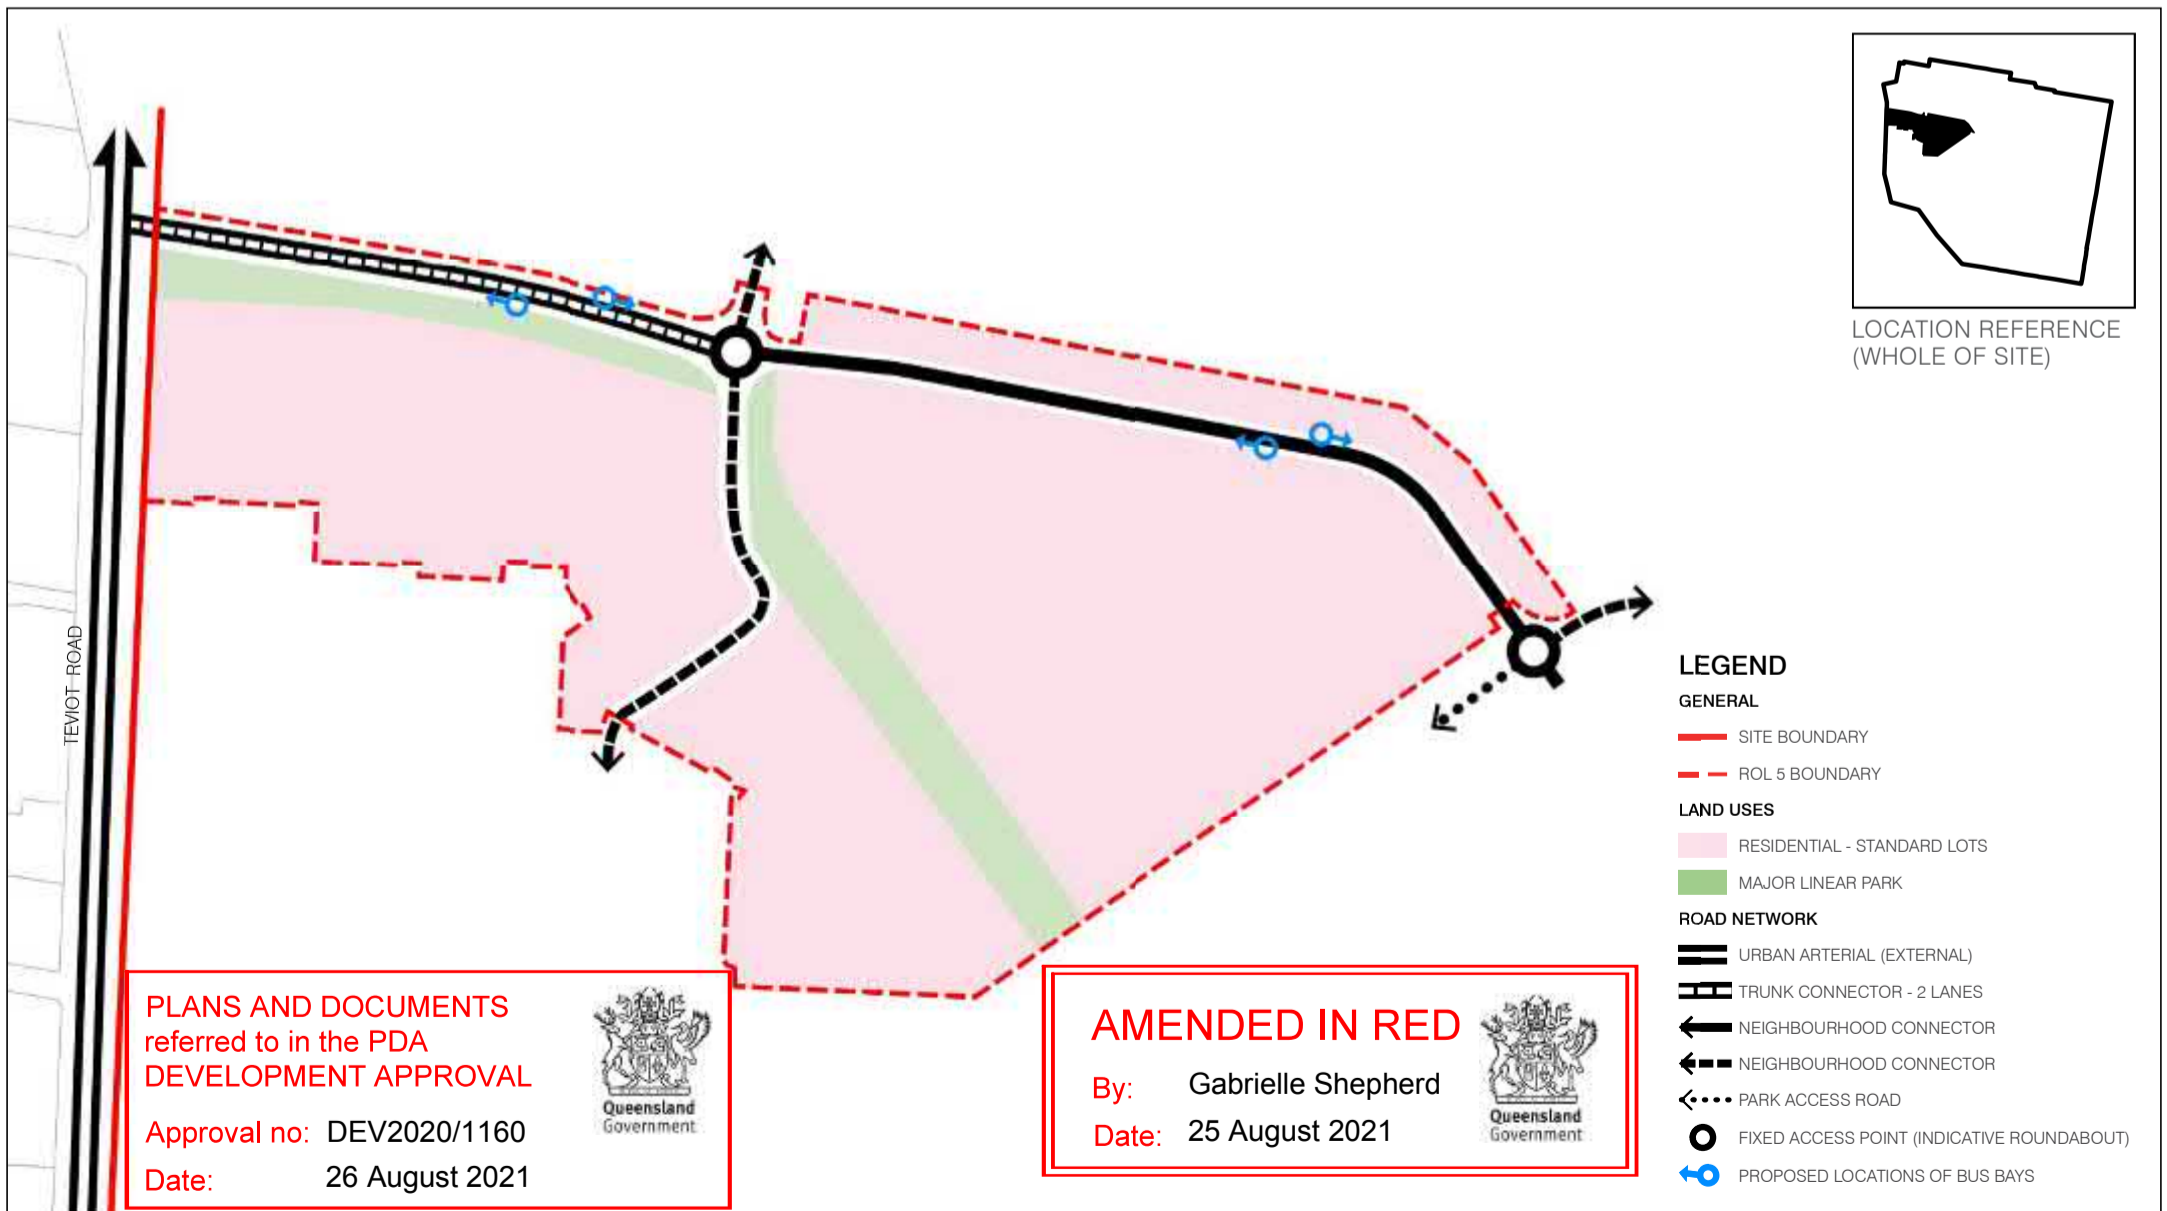 LOCATION REFERENCE
(WHOLE OF SITE)
TEVIOT ROAD
LEGEND
GENERAL
SITE BOUNDARY
ROL 5 BOUNDARY
LAND USES
RESIDENTIAL - STANDARD LOTS
MAJOR LINEAR PARK
ROAD NETWORK
URBAN ARTERIAL (EXTERNAL)
TRUNK CONNECTOR - 2 LANES
NEIGHBOURHOOD CONNECTOR
NEIGHBOURHOOD CONNECTOR
PARK ACCESS ROAD
FIXED ACCESS POINT (INDICATIVE ROUNDABOUT)
PROPOSED LOCATIONS OF BUS BAYS
PLANS AND DOCUMENTS
referred to in the PDA
DEVELOPMENT APPROVAL
Approval no: DEV2020/1160
Date: 26 August 2021
Queensland
Government
AMENDED IN RED
By: Gabrielle Shepherd
Date: 25 August 2021
Queensland
Government